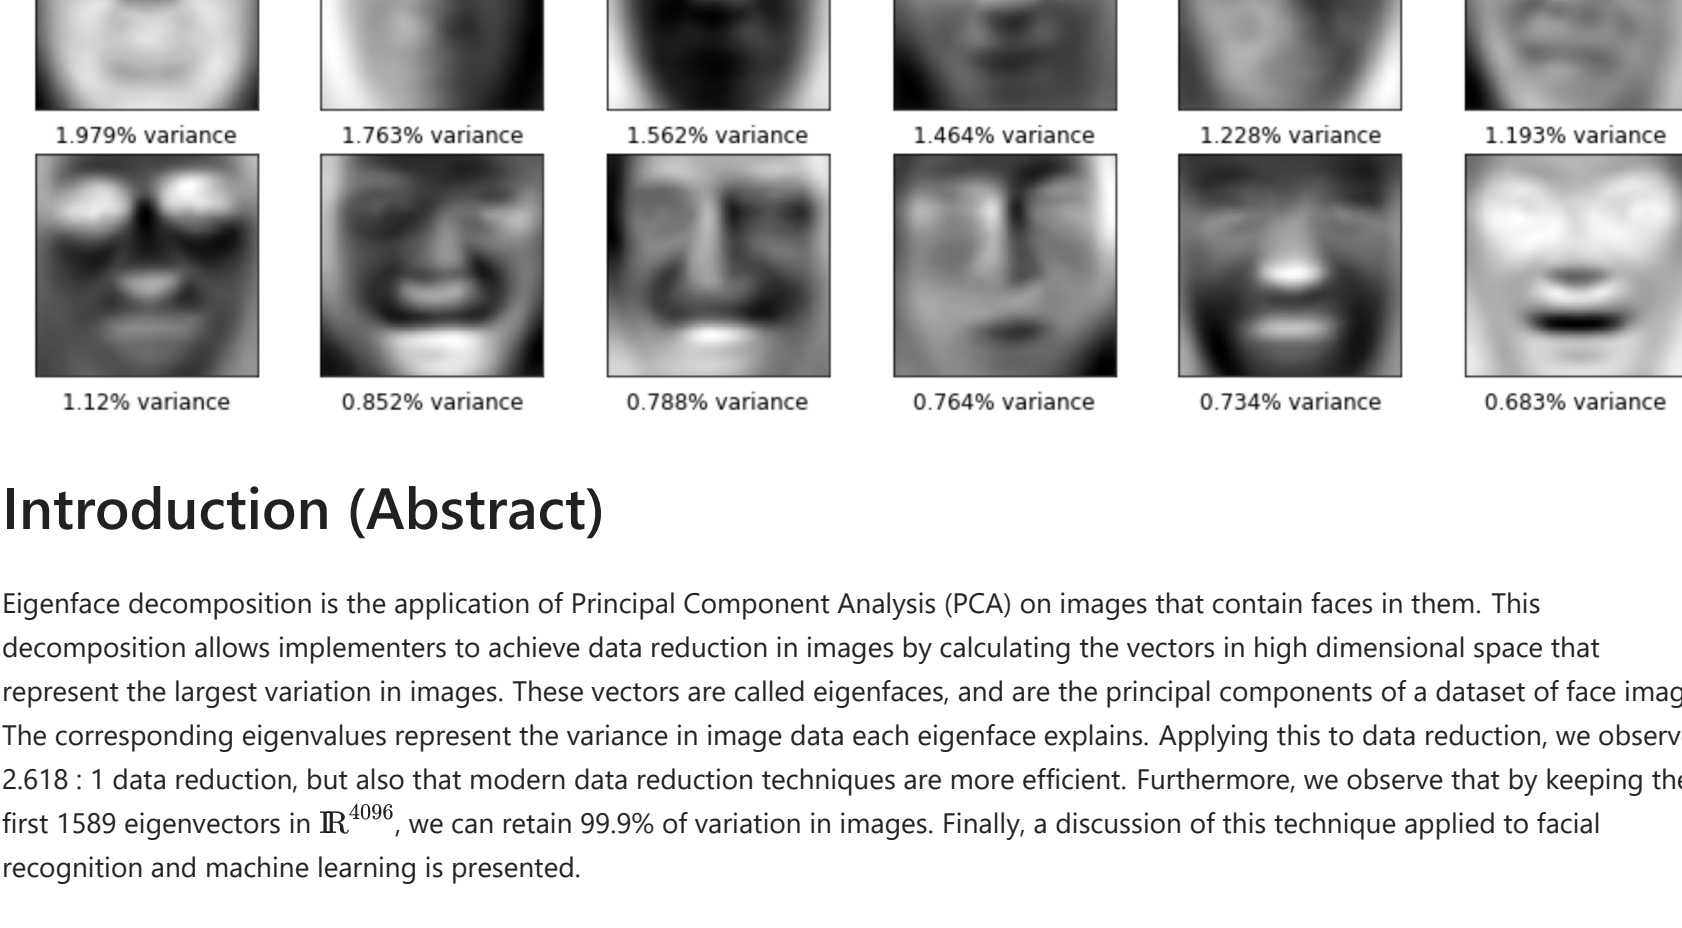 1.979% variance 1.763% variance 1.562% variance 1.464% variance 1.228% variance 1.193% variance
1.12% variance 0.852% variance 0.788% variance 0.764% variance 0.734% variance 0.683% variance
Introduction (Abstract)
Eigenface decomposition is the application of Principal Component Analysis (PCA) on images that contain faces in them. This
decomposition allows implementers to achieve data reduction in images by calculating the vectors in high dimensional space that
represent the largest variation in images. These vectors are called eigenfaces, and are the principal components of a dataset of face imag
The corresponding eigenvalues represent the variance in image data each eigenface explains. Applying this to data reduction, we observ
2.618 : 1 data reduction, but also that modern data reduction techniques are more efficient. Furthermore, we observe that by keeping the
first 1589 eigenvectors in ℝ⁴⁰⁹⁶, we can retain 99.9% of variation in images. Finally, a discussion of this technique applied to facial
recognition and machine learning is presented.